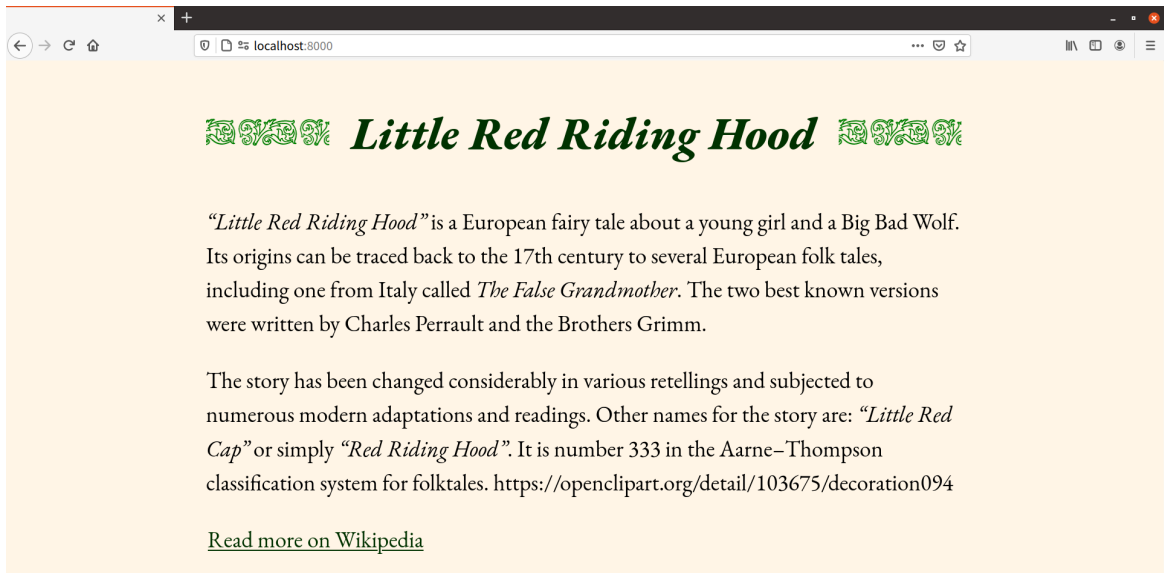 localhost:8000
Little Red Riding Hood
“Little Red Riding Hood” is a European fairy tale about a young girl and a Big Bad Wolf.
Its origins can be traced back to the 17th century to several European folk tales,
including one from Italy called The False Grandmother. The two best known versions
were written by Charles Perrault and the Brothers Grimm.
The story has been changed considerably in various retellings and subjected to
numerous modern adaptations and readings. Other names for the story are: “Little Red
Cap” or simply “Red Riding Hood”. It is number 333 in the Aarne–Thompson
classification system for folktales. https://openclipart.org/detail/103675/decoration094
Read more on Wikipedia